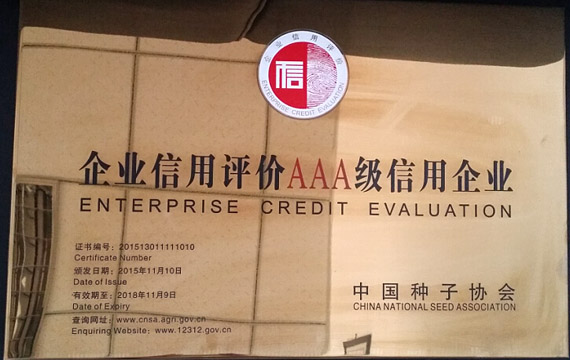 企业信用评价
信
ENTERPRISE CREDIT EVALUATION
企业信用评价AAA级信用企业
ENTERPRISE CREDIT EVALUATION
证书编号：201513011111010
Certificate Number
颁发日期：2015年11月10日
Date of Issue
有效期至：2018年11月9日
Date of Expiry
查询网址：www.cnsa.agri.gov.cn
Enquiring Website：www.12312.gov.cn
中国种子协会
CHINA NATIONAL SEED ASSOCIATION